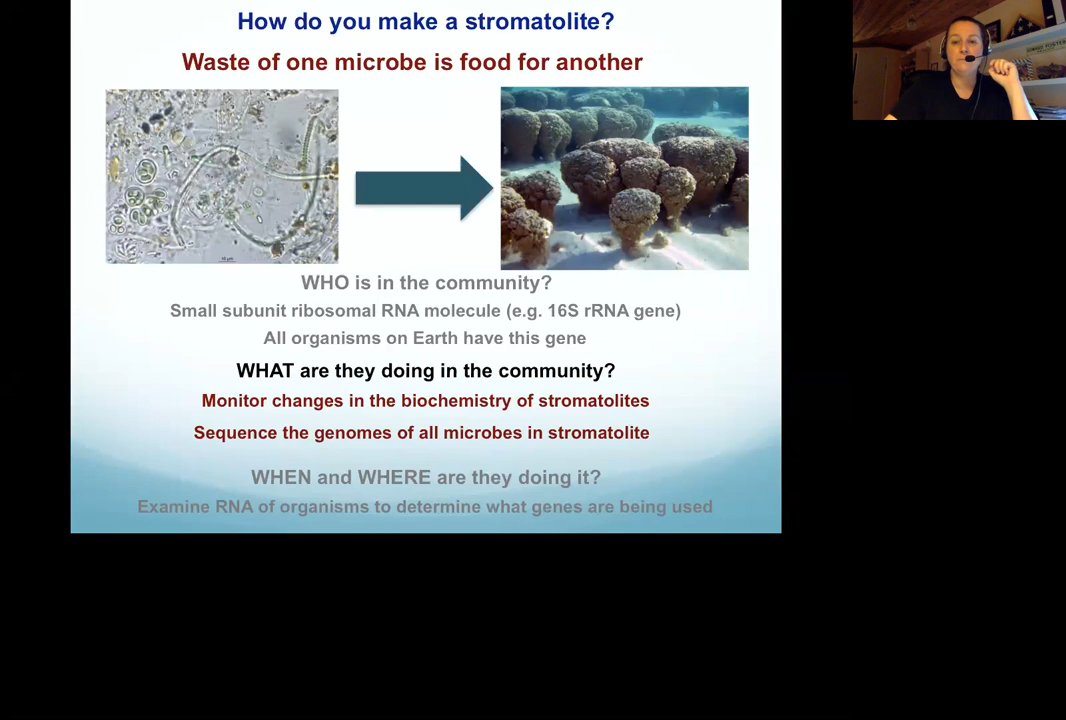 How do you make a stromatolite?
Waste of one microbe is food for another
WHO is in the community?
Small subunit ribosomal RNA molecule (e.g. 16S rRNA gene)
All organisms on Earth have this gene
WHAT are they doing in the community?
Monitor changes in the biochemistry of stromatolites
Sequence the genomes of all microbes in stromatolite
WHEN and WHERE are they doing it?
Examine RNA of organisms to determine what genes are being used